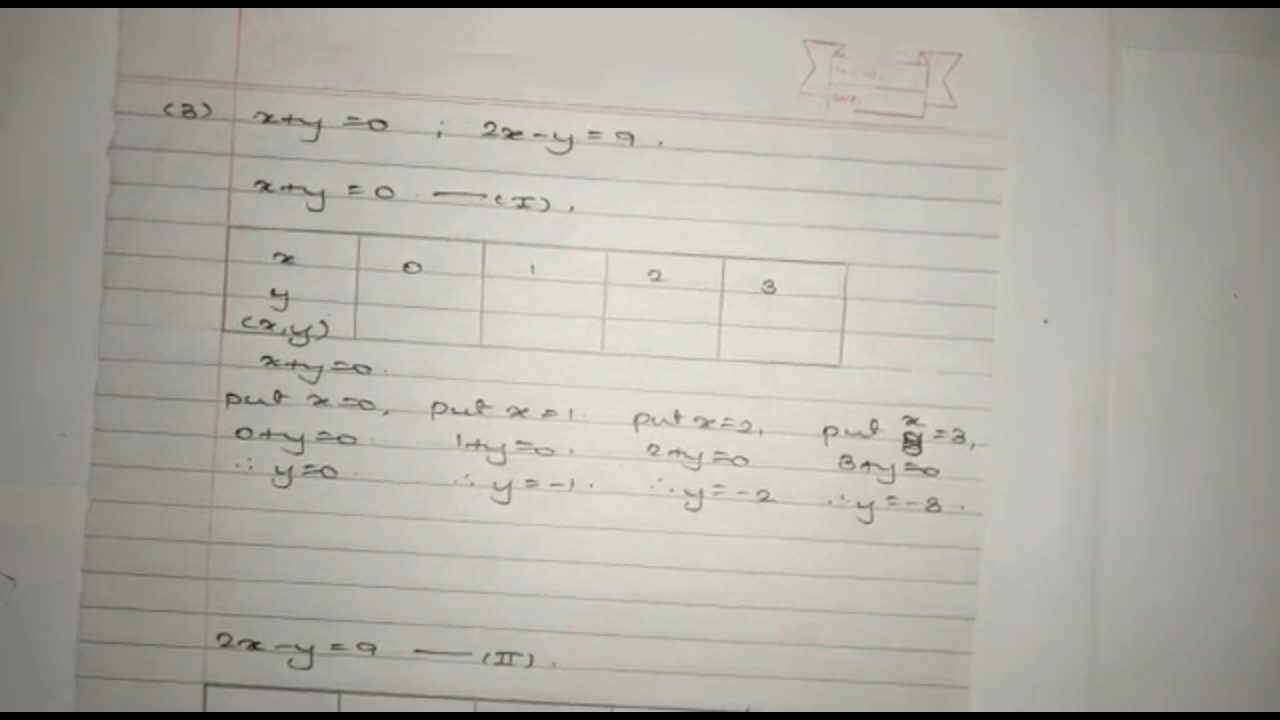 (3) x+y=0 ; 2x-y=9.
x+y=0 —(I).
x 0 1 2 3
y
(x,y)
x+y=0.
put x=0, put x=1. put x=2, put x=3,
0+y=0 1+y=0. 2+y=0 3+y=0
∴ y=0. ∴ y=-1. ∴ y=-2 ∴ y=-3.
2x-y=9 —(II).